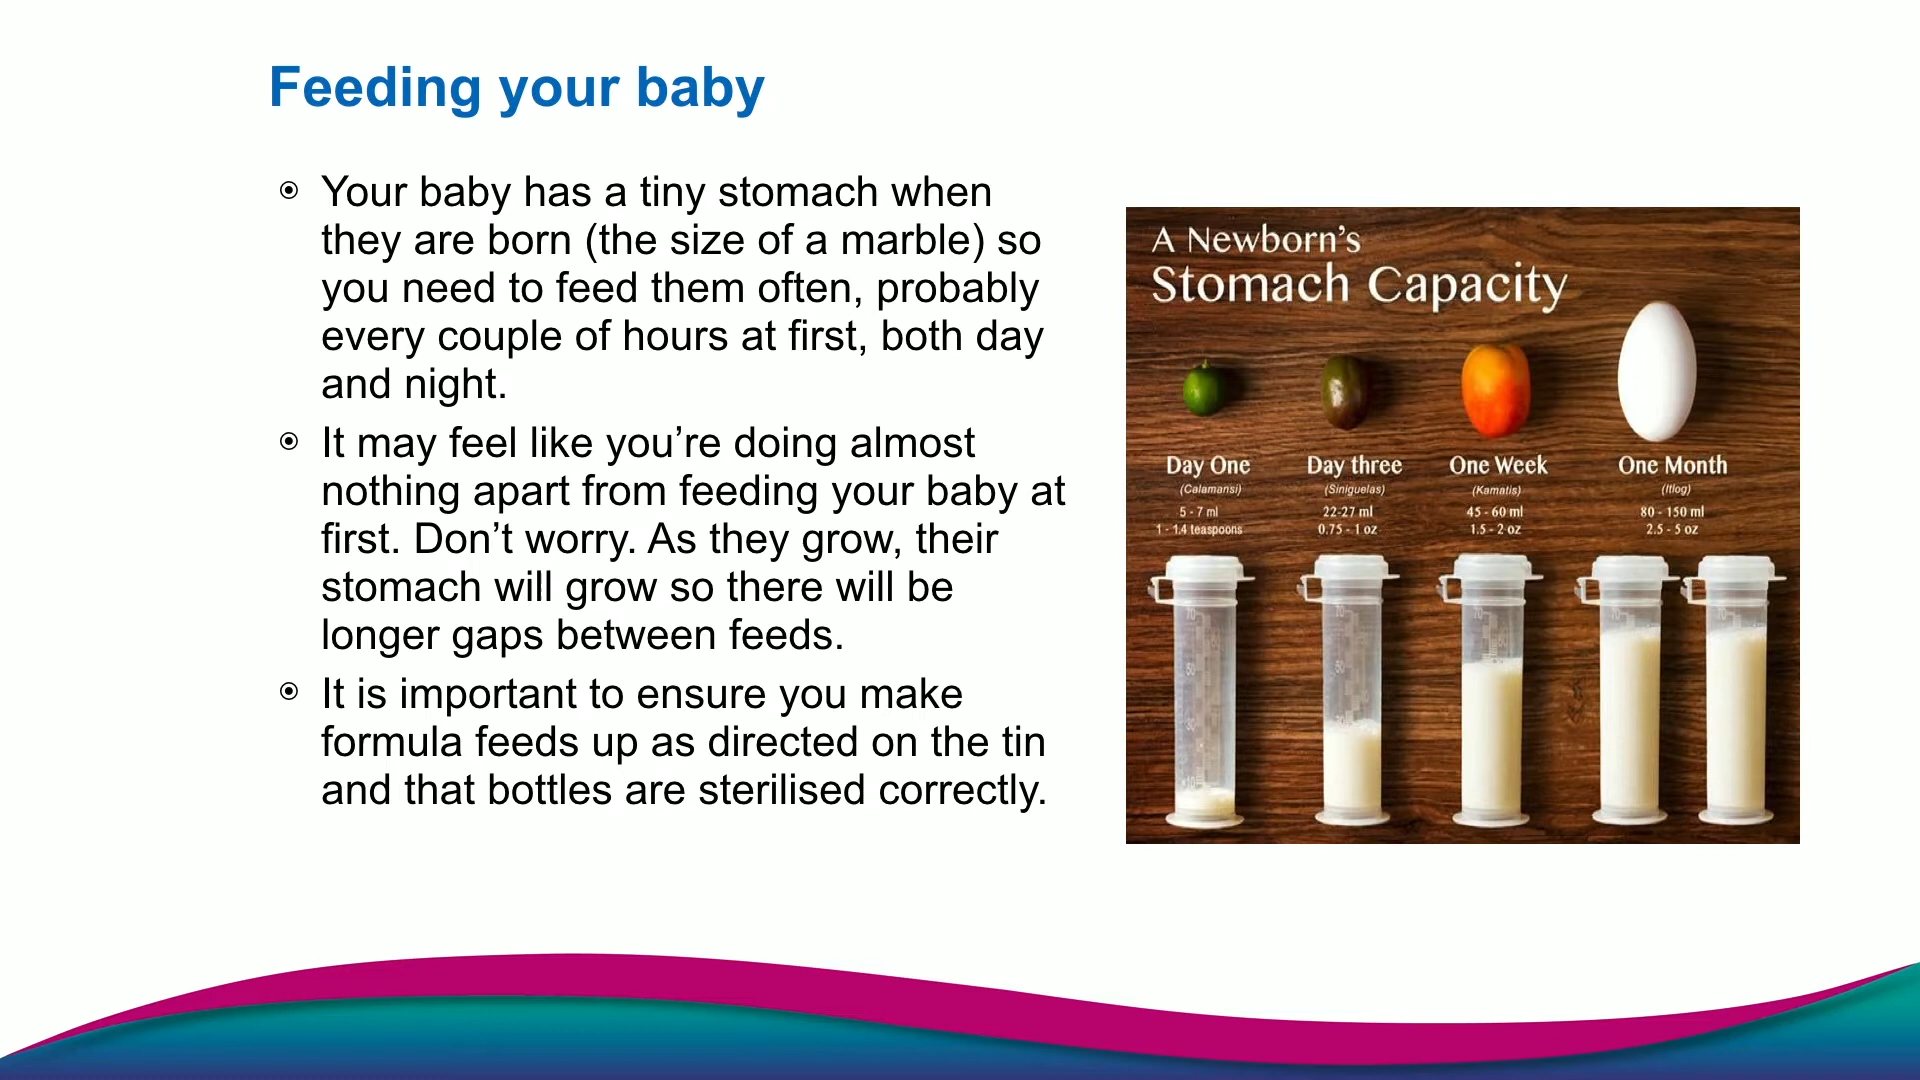 Feeding your baby
Your baby has a tiny stomach when
they are born (the size of a marble) so
you need to feed them often, probably
every couple of hours at first, both day
and night.
It may feel like you’re doing almost
nothing apart from feeding your baby at
first. Don’t worry. As they grow, their
stomach will grow so there will be
longer gaps between feeds.
It is important to ensure you make
formula feeds up as directed on the tin
and that bottles are sterilised correctly.
A Newborn’s
Stomach Capacity
Day One Day three One Week One Month
(Calamansi) (Siniguelas) (Kamatis) (Itlog)
5 - 7 ml 22-27 ml 45 - 60 ml 80 - 150 ml
1 - 1.4 teaspoons 0.75 - 1 oz 1.5 - 2 oz 2.5 - 5 oz